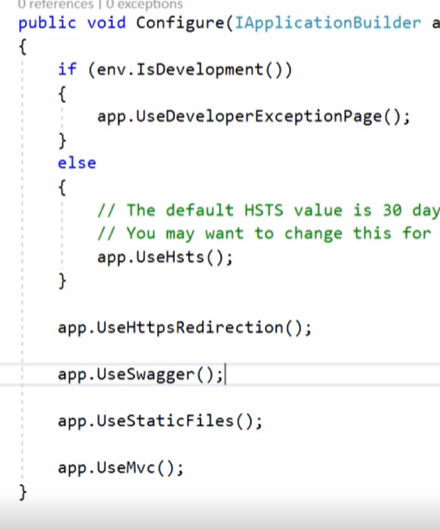 0 references | 0 exceptions
public void Configure(IApplicationBuilder a
{
if (env.IsDevelopment())
{
app.UseDeveloperExceptionPage();
}
else
{
// The default HSTS value is 30 day
// You may want to change this for
app.UseHsts();
}
app.UseHttpsRedirection();
app.UseSwagger();
app.UseStaticFiles();
app.UseMvc();
}